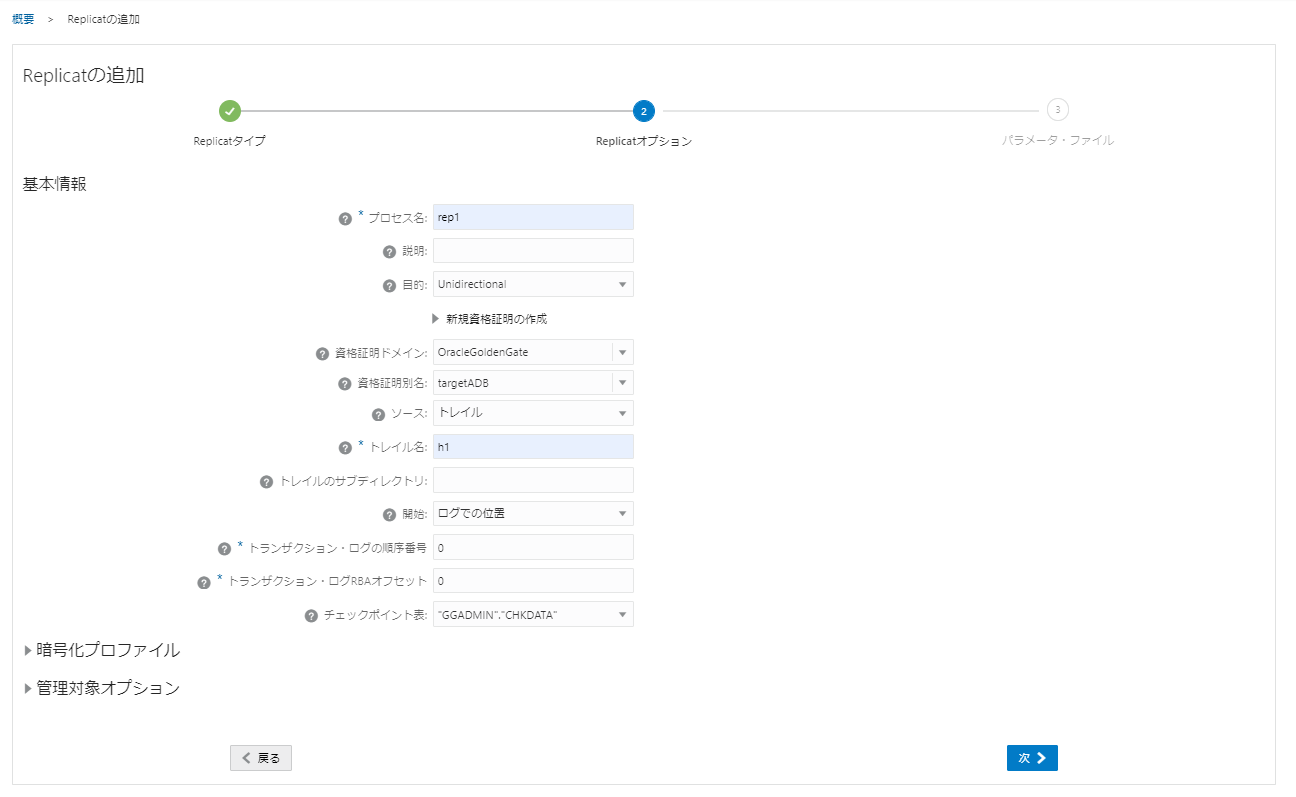 概要 > Replicatの追加
Replicatの追加
2
3
Replicatタイプ Replicatオプション パラメータ・ファイル
基本情報
? * プロセス名: rep1
? 説明:
? 目的: Unidirectional
新規資格証明の作成
? 資格証明ドメイン: OracleGoldenGate
? 資格証明別名: targetADB
? ソース: トレイル
? * トレイル名: h1
? トレイルのサブディレクトリ:
? 開始: ログでの位置
? * トランザクション・ログの順序番号 0
? * トランザクション・ログRBAオフセット 0
? チェックポイント表: "GGADMIN"."CHKDATA"
暗号化プロファイル
管理対象オプション
戻る 次